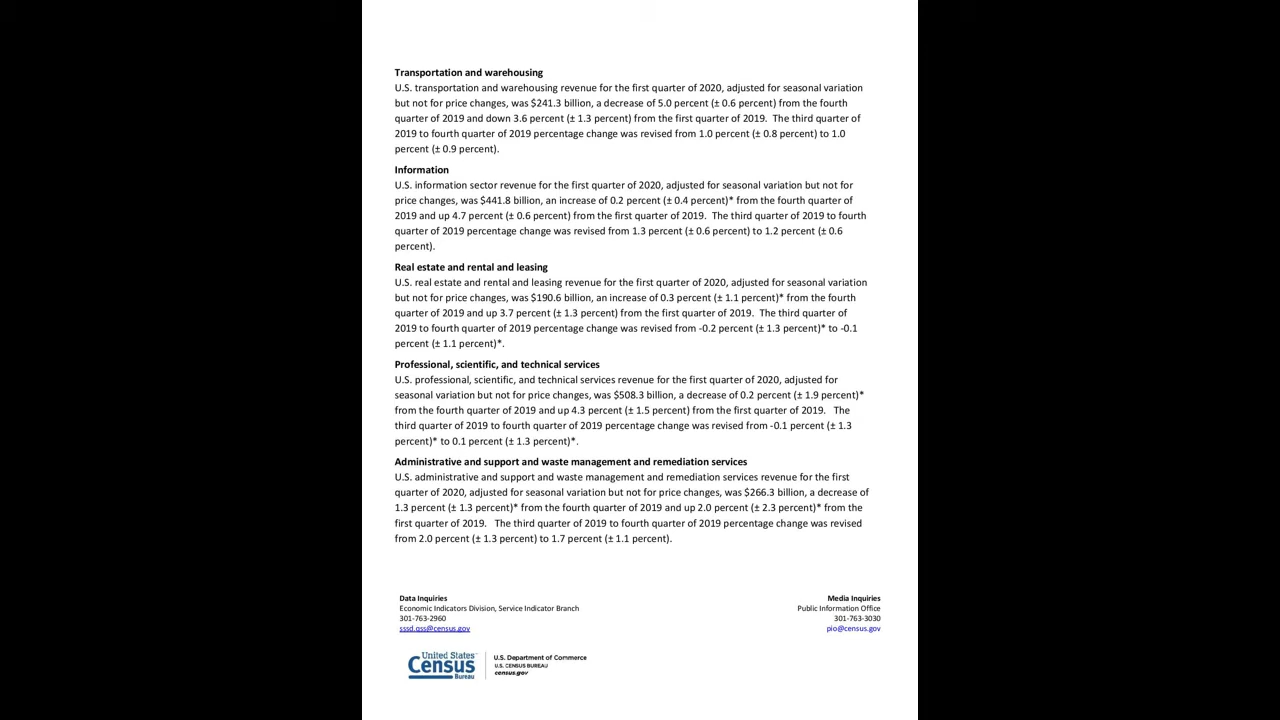 Transportation and warehousing
U.S. transportation and warehousing revenue for the first quarter of 2020, adjusted for seasonal variation
but not for price changes, was $241.3 billion, a decrease of 5.0 percent (± 0.6 percent) from the fourth
quarter of 2019 and down 3.6 percent (± 1.3 percent) from the first quarter of 2019.  The third quarter of
2019 to fourth quarter of 2019 percentage change was revised from 1.0 percent (± 0.8 percent) to 1.0
percent (± 0.9 percent).
Information
U.S. information sector revenue for the first quarter of 2020, adjusted for seasonal variation but not for
price changes, was $441.8 billion, an increase of 0.2 percent (± 0.4 percent)* from the fourth quarter of
2019 and up 4.7 percent (± 0.6 percent) from the first quarter of 2019.  The third quarter of 2019 to fourth
quarter of 2019 percentage change was revised from 1.3 percent (± 0.6 percent) to 1.2 percent (± 0.6
percent).
Real estate and rental and leasing
U.S. real estate and rental and leasing revenue for the first quarter of 2020, adjusted for seasonal variation
but not for price changes, was $190.6 billion, an increase of 0.3 percent (± 1.1 percent)* from the fourth
quarter of 2019 and up 3.7 percent (± 1.3 percent) from the first quarter of 2019.  The third quarter of
2019 to fourth quarter of 2019 percentage change was revised from -0.2 percent (± 1.3 percent)* to -0.1
percent (± 1.1 percent)*.
Professional, scientific, and technical services
U.S. professional, scientific, and technical services revenue for the first quarter of 2020, adjusted for
seasonal variation but not for price changes, was $508.3 billion, a decrease of 0.2 percent (± 1.9 percent)*
from the fourth quarter of 2019 and up 4.3 percent (± 1.5 percent) from the first quarter of 2019.   The
third quarter of 2019 to fourth quarter of 2019 percentage change was revised from -0.1 percent (± 1.3
percent)* to 0.1 percent (± 1.3 percent)*.
Administrative and support and waste management and remediation services
U.S. administrative and support and waste management and remediation services revenue for the first
quarter of 2020, adjusted for seasonal variation but not for price changes, was $266.3 billion, a decrease of
1.3 percent (± 1.3 percent)* from the fourth quarter of 2019 and up 2.0 percent (± 2.3 percent)* from the
first quarter of 2019.   The third quarter of 2019 to fourth quarter of 2019 percentage change was revised
from 2.0 percent (± 1.3 percent) to 1.7 percent (± 1.1 percent).
Data Inquiries
Economic Indicators Division, Service Indicator Branch
301-763-2960
sssd.qss@census.gov
Media Inquiries
Public Information Office
301-763-3030
pio@census.gov
United States
Census
Bureau
U.S. Department of Commerce
U.S. CENSUS BUREAU
census.gov